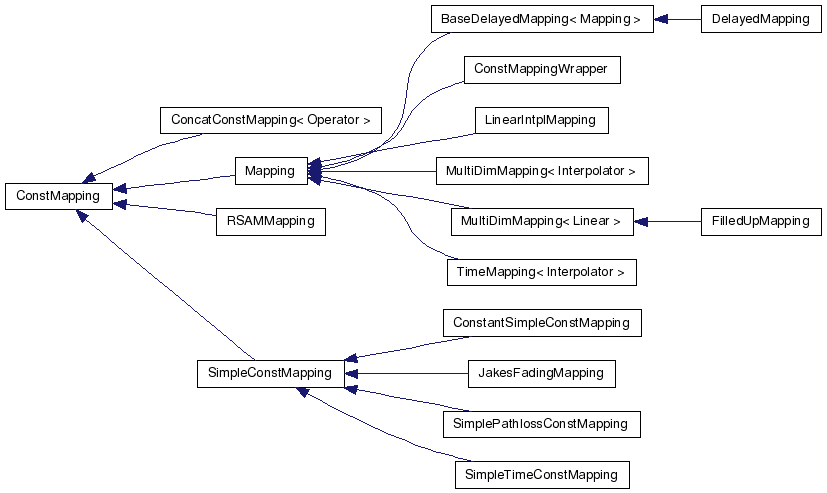 BaseDelayedMapping< Mapping >
DelayedMapping
ConstMappingWrapper
ConcatConstMapping< Operator >
LinearIntplMapping
Mapping
MultiDimMapping< Interpolator >
ConstMapping
RSAMMapping
MultiDimMapping< Linear >
FilledUpMapping
TimeMapping< Interpolator >
ConstantSimpleConstMapping
SimpleConstMapping
JakesFadingMapping
SimplePathlossConstMapping
SimpleTimeConstMapping